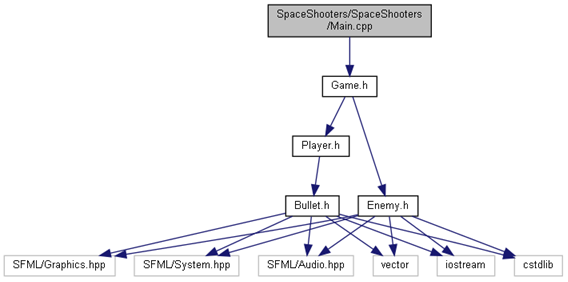 SpaceShooters/SpaceShooters
/Main.cpp
Game.h
Player.h
Bullet.h
Enemy.h
SFML/Graphics.hpp
SFML/System.hpp
SFML/Audio.hpp
vector
iostream
cstdlib